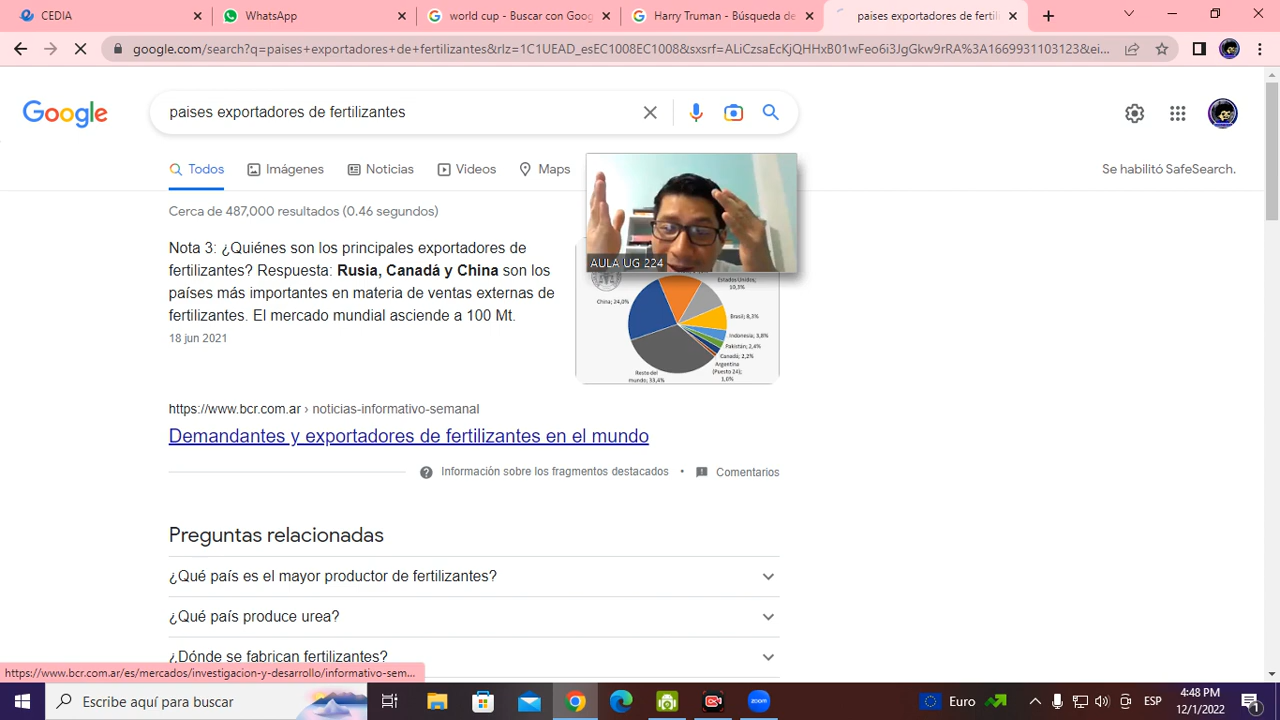 CEDIA
WhatsApp
world cup - Buscar con Goog
Harry Truman - Búsqueda de
paises exportadores de fertili
google.com/search?q=paises+exportadores+de+fertilizantes&rlz=1C1UEAD_esEC1008EC1008&sxsrf=ALiCzsaEcKjQHHxB01wFeo6i3JgGkw9rRA%3A1669931103123&ei...
Google
paises exportadores de fertilizantes
Todos
Imágenes
Noticias
Videos
Maps
Se habilitó SafeSearch.
Cerca de 487,000 resultados (0.46 segundos)
Nota 3: ¿Quiénes son los principales exportadores de
fertilizantes? Respuesta: Rusia, Canadá y China son los
países más importantes en materia de ventas externas de
fertilizantes. El mercado mundial asciende a 100 Mt.
18 jun 2021
AULA UG 224
Estados Unidos,
10,3%
China; 24,0%
Brasil; 8,3%
Indonesia; 3,8%
Pakistán; 2,4%
Canadá; 2,2%
Argentina
(Puesto 24);
1,0%
Resto del
mundo; 33,4%
https://www.bcr.com.ar › noticias-informativo-semanal
Demandantes y exportadores de fertilizantes en el mundo
Información sobre los fragmentos destacados
•
Comentarios
Preguntas relacionadas
¿Qué país es el mayor productor de fertilizantes?
¿Qué país produce urea?
¿Dónde se fabrican fertilizantes?
https://www.bcr.com.ar/es/mercados/investigacion-y-desarrollo/informativo-sem...
Escribe aquí para buscar
zoom
Euro
ESP
4:48 PM
12/1/2022
1